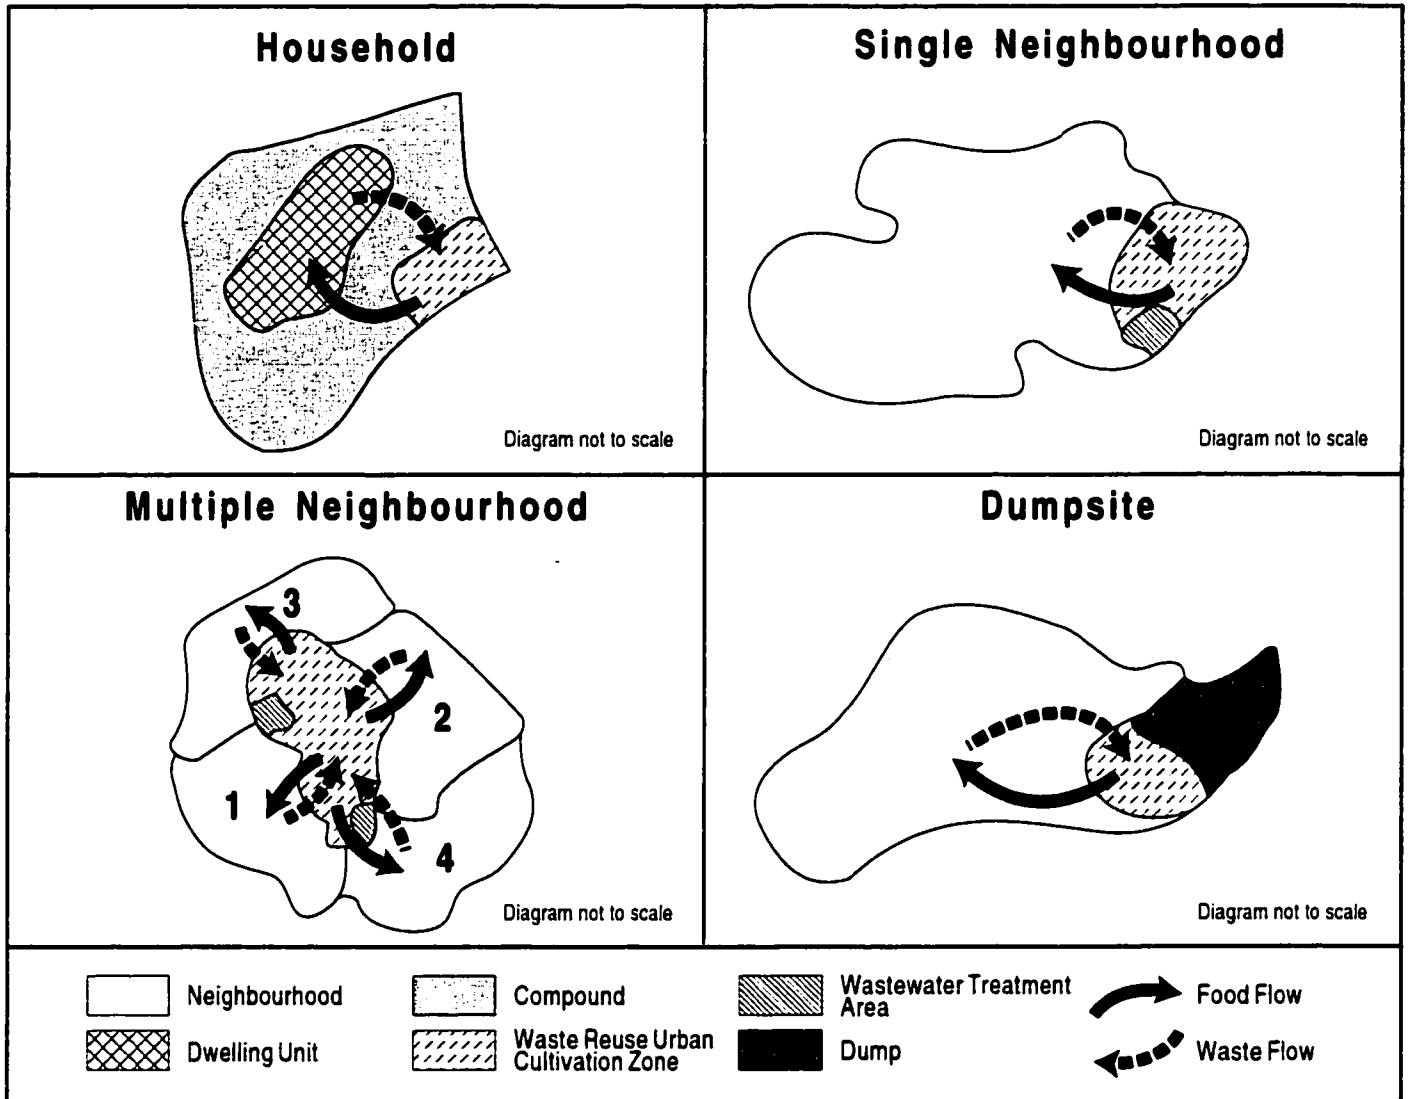 Household
Single Neighbourhood
Diagram not to scale
Diagram not to scale
Multiple Neighbourhood
Dumpsite
3
2
1
4
Diagram not to scale
Diagram not to scale
Neighbourhood
Compound
Wastewater Treatment
Area
Food Flow
Dwelling Unit
Waste Reuse Urban
Cultivation Zone
Dump
Waste Flow